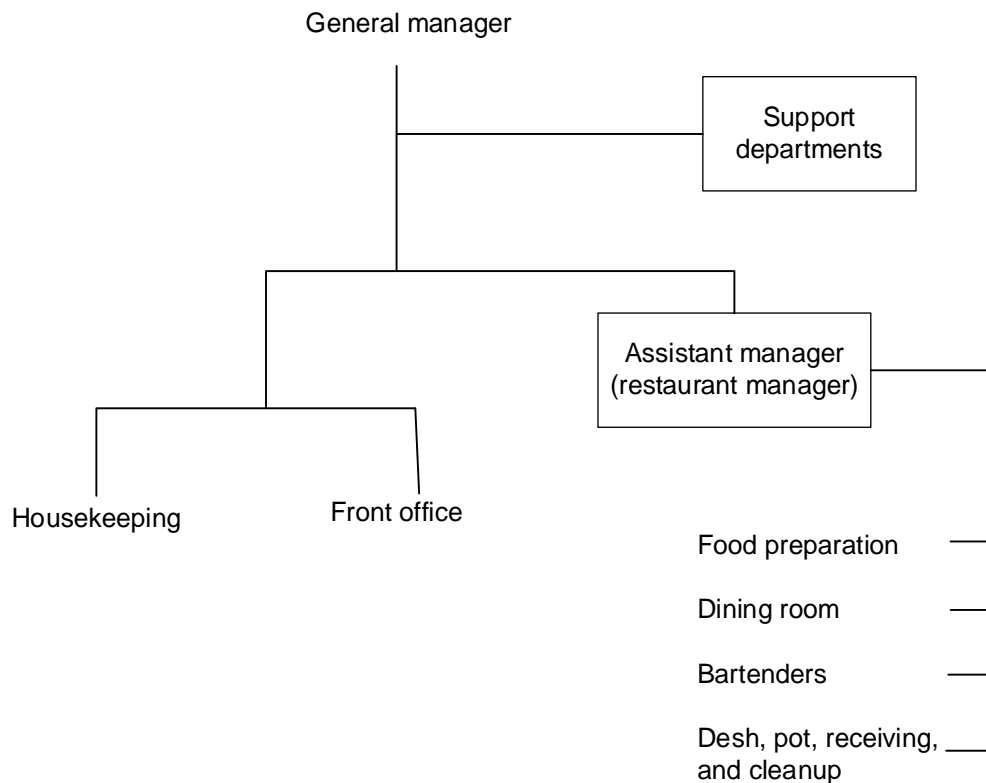 General manager
Support
departments
Assistant manager
(restaurant manager)
Housekeeping
Front office
Food preparation
Dining room
Bartenders
Desh, pot, receiving,
and cleanup